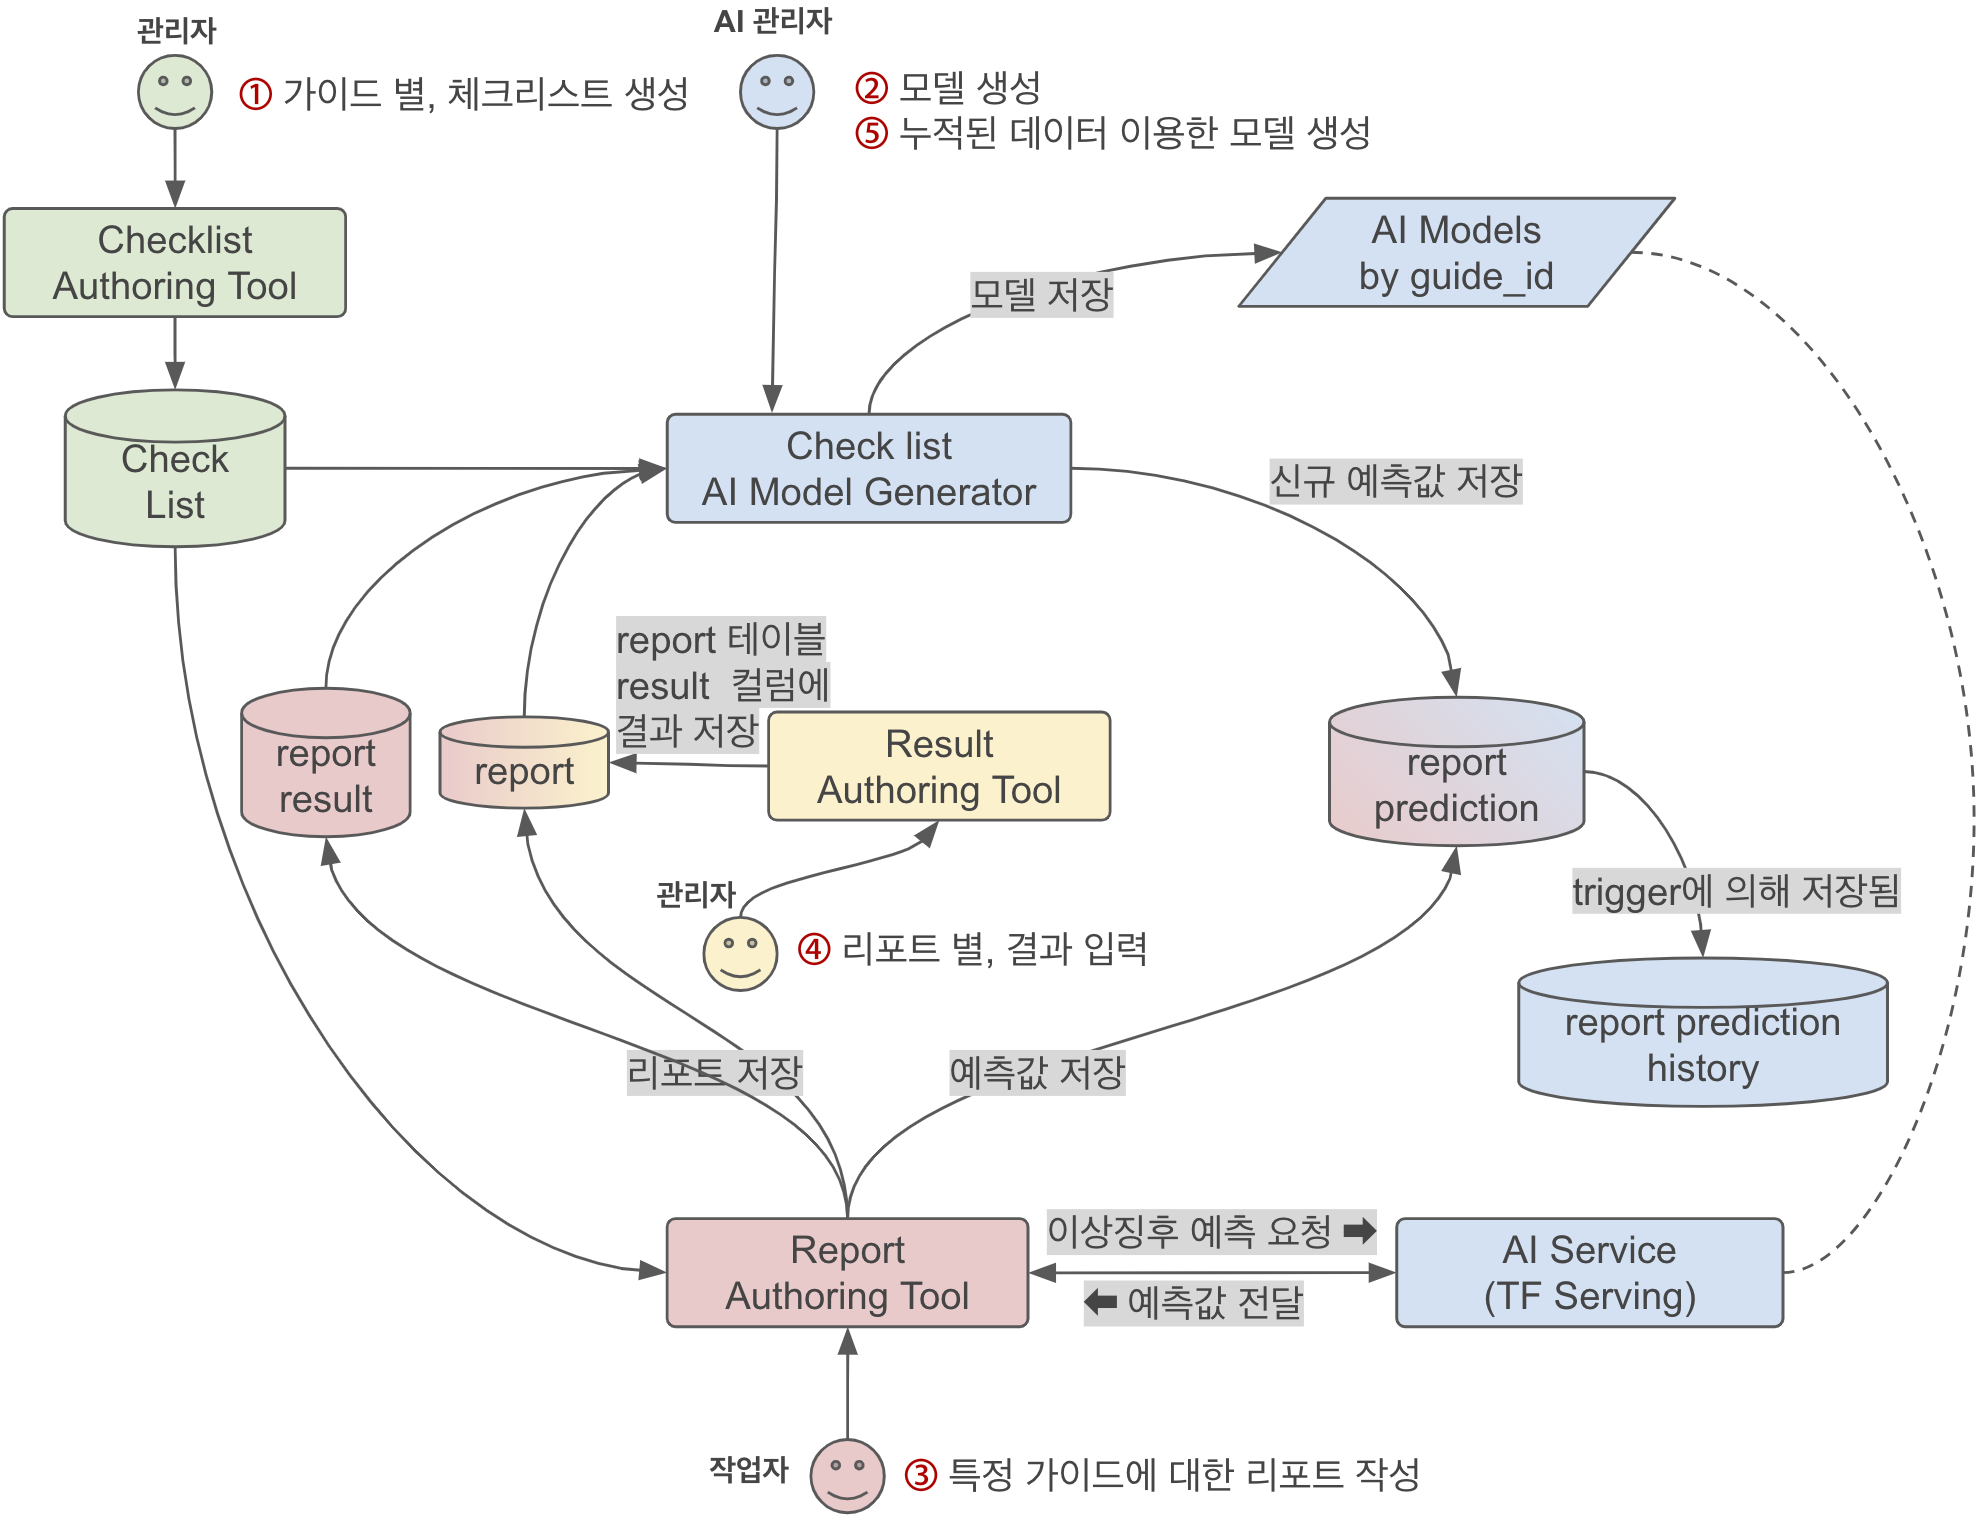 관리자
① 가이드 별, 체크리스트 생성
AI 관리자
② 모델 생성
⑤ 누적된 데이터 이용한 모델 생성
Checklist
Authoring Tool
AI Models
by guide_id
모델 저장
Check
List
Check list
AI Model Generator
신규 예측값 저장
report 테이블
result 컬럼에
결과 저장
report
result
report
Result
Authoring Tool
report
prediction
trigger에 의해 저장됨
관리자
④ 리포트 별, 결과 입력
report prediction
history
리포트 저장
예측값 저장
Report
Authoring Tool
이상징후 예측 요청 ➡
⬅ 예측값 전달
AI Service
(TF Serving)
작업자
③ 특정 가이드에 대한 리포트 작성